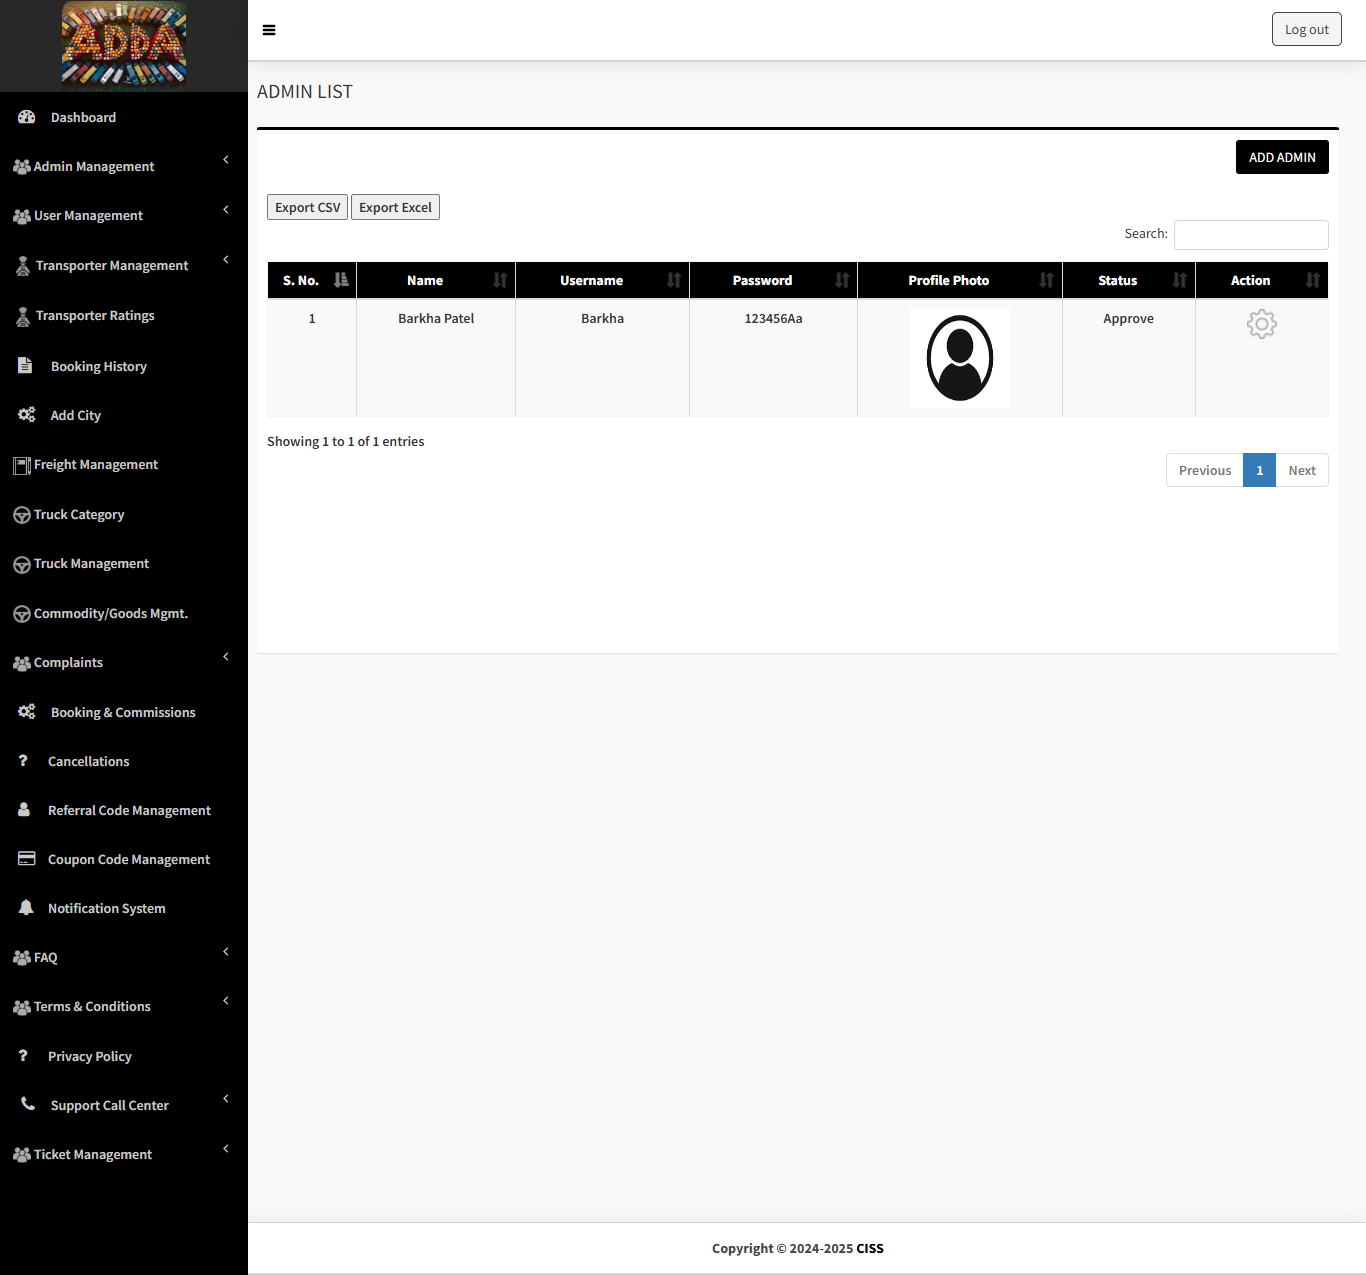 ADDA
Log out
Dashboard
Admin Management
User Management
Transporter Management
Transporter Ratings
Booking History
Add City
Freight Management
Truck Category
Truck Management
Commodity/Goods Mgmt.
Complaints
Booking & Commissions
? Cancellations
Referral Code Management
Coupon Code Management
Notification System
FAQ
Terms & Conditions
? Privacy Policy
Support Call Center
Ticket Management
ADMIN LIST
ADD ADMIN
Export CSV Export Excel
Search:
S. No. Name Username Password Profile Photo Status Action
1 Barkha Patel Barkha 123456Aa Approve
Showing 1 to 1 of 1 entries
Previous 1 Next
Copyright © 2024-2025 CISS